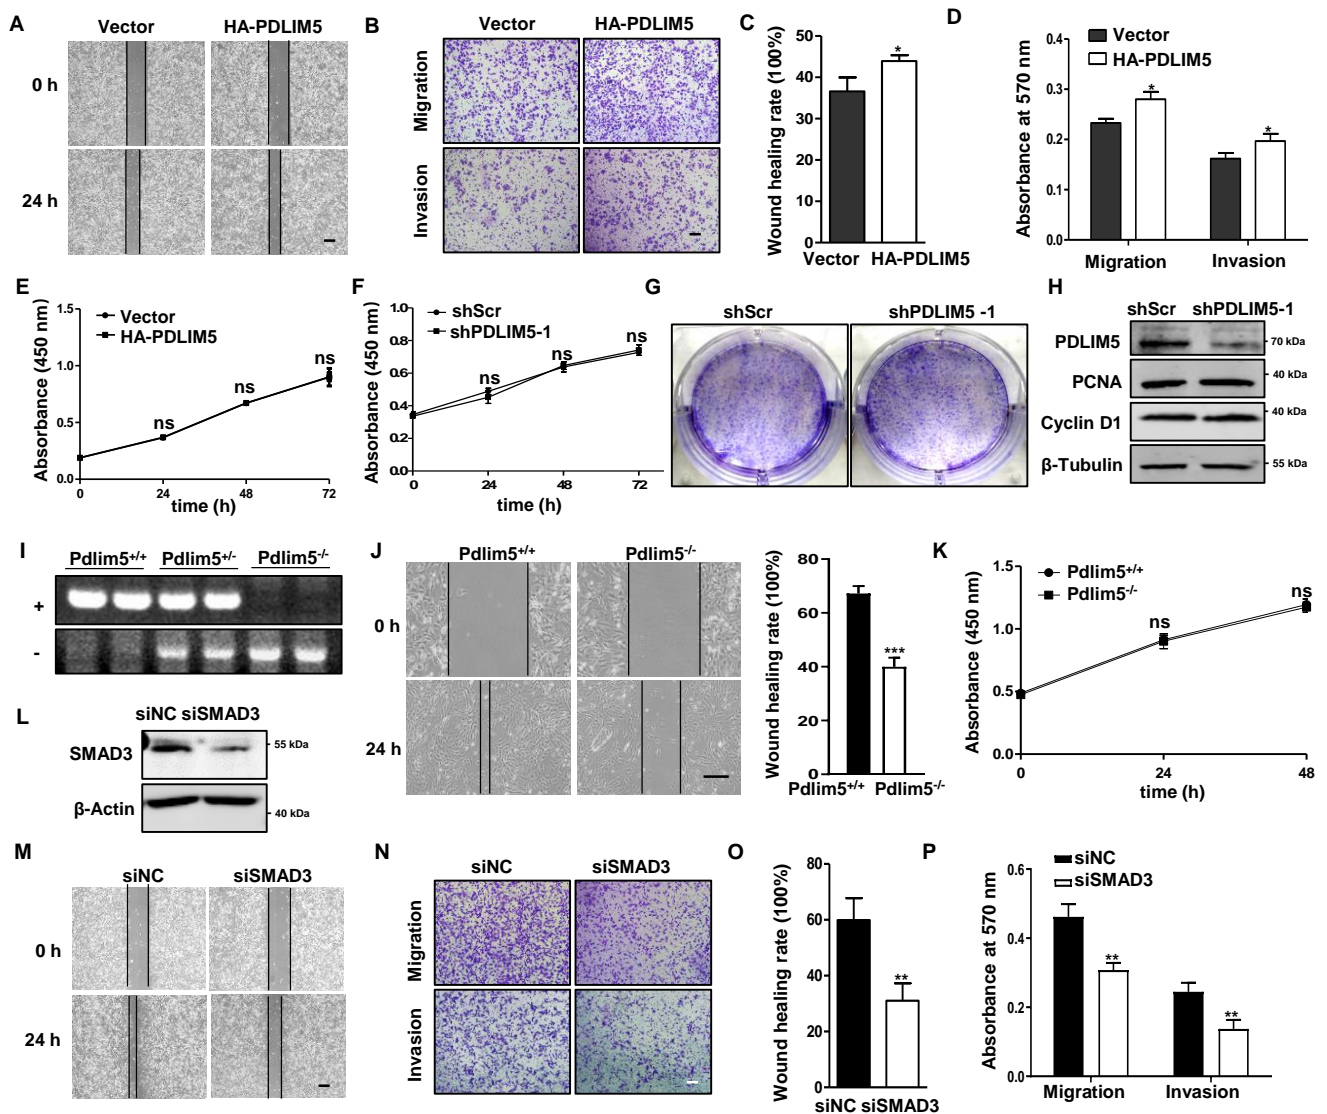 A
Vector HA-PDLIM5
0 h
24 h
B
Vector HA-PDLIM5
Migration
Invasion
C
Wound healing rate (100%)
50
40
30
20
10
0
*
Vector HA-PDLIM5
D
Absorbance at 570 nm
0.4
0.3
0.2
0.1
0.0
Vector
HA-PDLIM5
*
*
Migration Invasion
E
Absorbance (450 nm)
1.5
1.0
0.5
0.0
Vector
HA-PDLIM5
ns
ns
ns
0 24 48 72
time (h)
F
Absorbance (450 nm)
1.0
0.8
0.6
0.4
0.2
0.0
shScr
shPDLIM5-1
ns
ns
ns
0 24 48 72
time (h)
G
shScr shPDLIM5 -1
H
shScr shPDLIM5-1
PDLIM5 70 kDa
PCNA 40 kDa
Cyclin D1 40 kDa
β-Tubulin 55 kDa
I
Pdlim5+/+ Pdlim5+/- Pdlim5-/-
+
-
J
Pdlim5+/+ Pdlim5-/-
0 h
24 h
Wound healing rate (100%)
80
60
40
20
0
***
Pdlim5+/+ Pdlim5-/-
K
Absorbance (450 nm)
1.5
1.0
0.5
0.0
Pdlim5+/+
Pdlim5-/-
ns
ns
0 24 48
time (h)
L
siNC siSMAD3
SMAD3 55 kDa
β-Actin 40 kDa
M
siNC siSMAD3
0 h
24 h
N
siNC siSMAD3
Migration
Invasion
O
Wound healing rate (100%)
80
60
40
20
0
**
siNC siSMAD3
P
Absorbance at 570 nm
0.6
0.4
0.2
0.0
siNC
siSMAD3
**
**
Migration Invasion